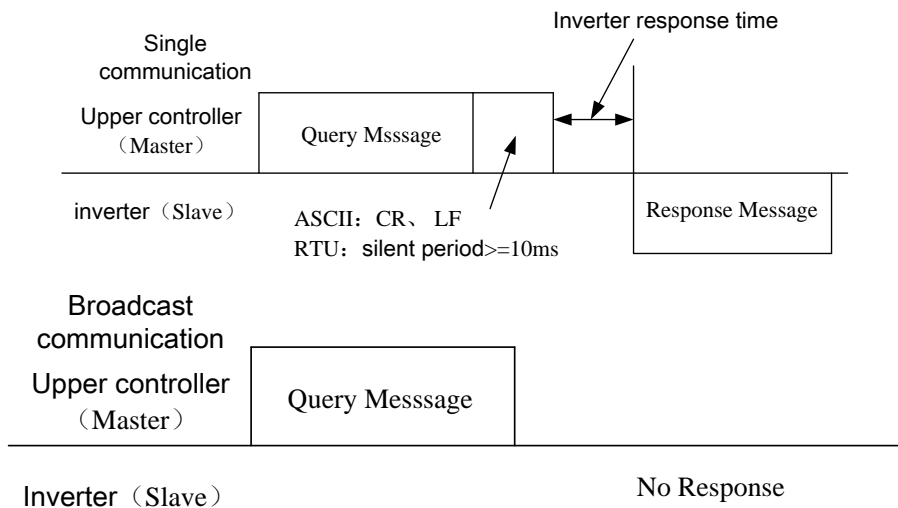 Inverter response time
Single
communication
Upper controller
（Master）
Query Msssage
inverter（Slave）
ASCII：CR、LF
RTU：silent period>=10ms
Response Message
Broadcast
communication
Upper controller
（Master）
Query Messsage
Inverter（Slave）
No Response